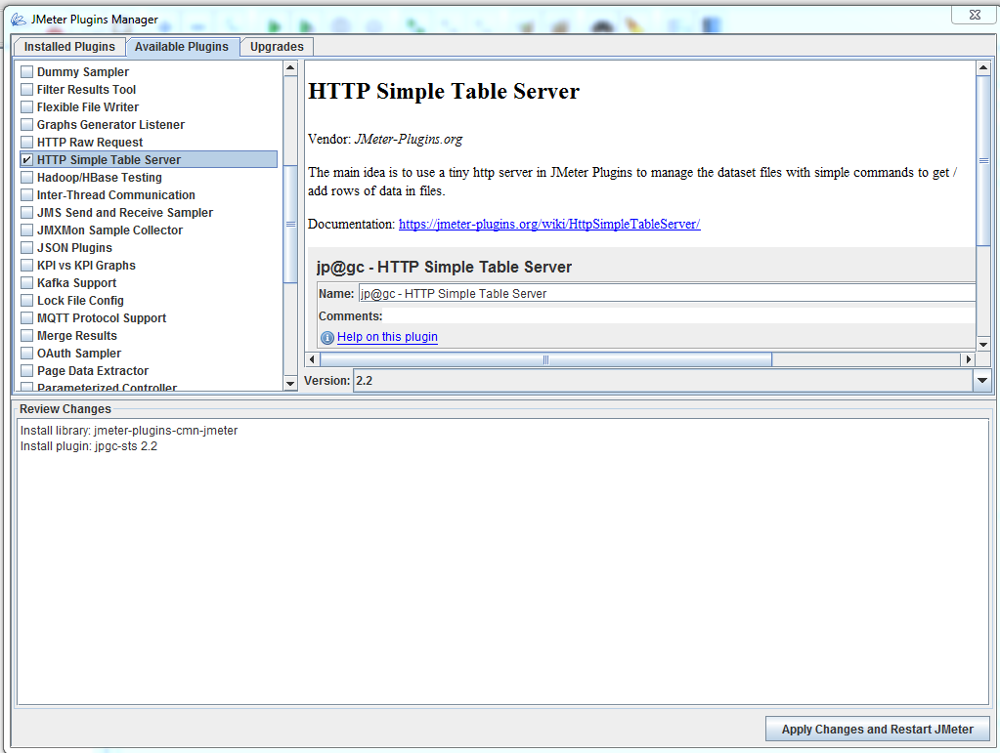 JMeter Plugins Manager
Installed Plugins
Available Plugins
Upgrades
Dummy Sampler
Filter Results Tool
Flexible File Writer
Graphs Generator Listener
HTTP Raw Request
HTTP Simple Table Server
Hadoop/HBase Testing
Inter-Thread Communication
JMS Send and Receive Sampler
JMXMon Sample Collector
JSON Plugins
KPI vs KPI Graphs
Kafka Support
Lock File Config
MQTT Protocol Support
Merge Results
OAuth Sampler
Page Data Extractor
Parameterized Controller
HTTP Simple Table Server
Vendor: JMeter-Plugins.org
The main idea is to use a tiny http server in JMeter Plugins to manage the dataset files with simple commands to get /
add rows of data in files.
Documentation: https://jmeter-plugins.org/wiki/HttpSimpleTableServer/
jp@gc - HTTP Simple Table Server
Name: jp@gc - HTTP Simple Table Server
Comments:
Help on this plugin
Version: 2.2
Review Changes
Install library: jmeter-plugins-cmn-jmeter
Install plugin: jpgc-sts 2.2
Apply Changes and Restart JMeter